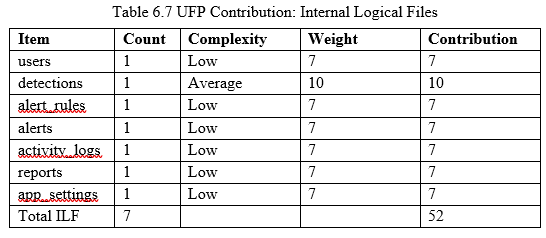 Table 6.7 UFP Contribution: Internal Logical Files
Item Count Complexity Weight Contribution
users 1 Low 7 7
detections 1 Average 10 10
alert_rules 1 Low 7 7
alerts 1 Low 7 7
activity_logs 1 Low 7 7
reports 1 Low 7 7
app_settings 1 Low 7 7
Total ILF 7 52